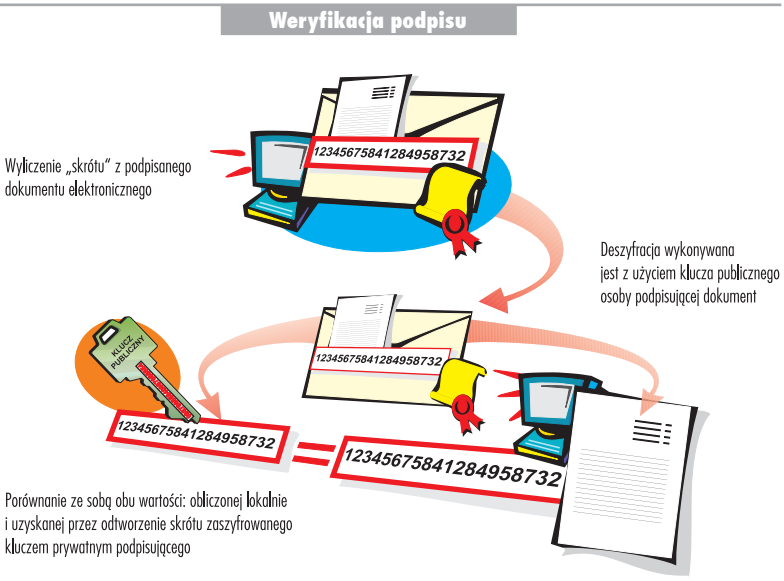 Weryfikacja podpisu
12345675841284958732
Wyliczenie „skrótu“ z podpisanego
dokumentu elektronicznego
Deszyfracja wykonywana
jest z użyciem klucza publicznego
osoby podpisującej dokument
KLUCZ
PUBLICZNY
12345675841284958732
12345675841284958732
12345675841284958732
Porównanie ze sobą obu wartości: obliczonej lokalnie
i uzyskanej przez odtworzenie skrótu zaszyfrowanego
kluczem prywatnym podpisującego